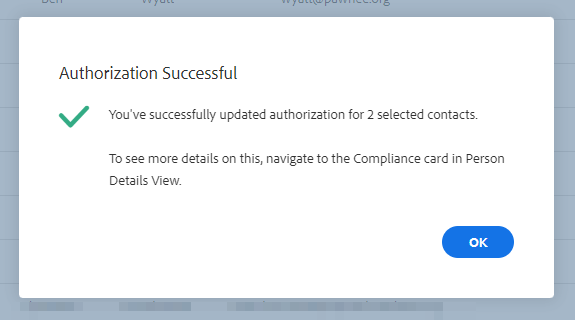 Ben Wyatt wyatt@pawnee.org
Authorization Successful
You've successfully updated authorization for 2 selected contacts.
To see more details on this, navigate to the Compliance card in Person
Details View.
OK